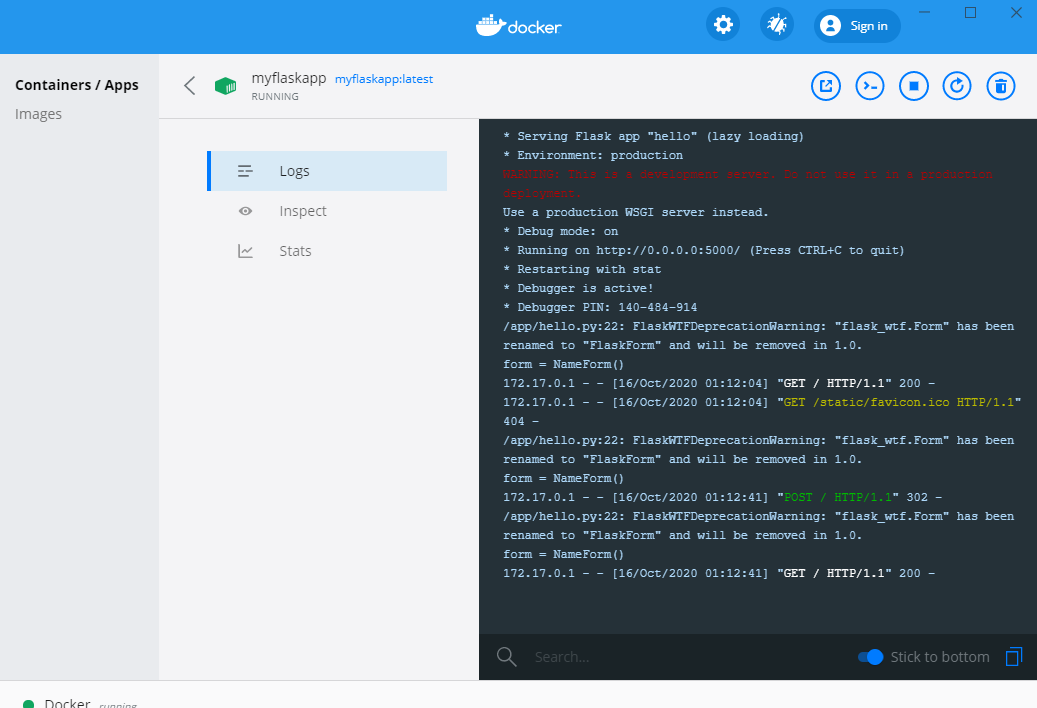 docker
Sign in
Containers / Apps
Images
myflaskapp myflaskapp:latest
RUNNING
Logs
Inspect
Stats
* Serving Flask app "hello" (lazy loading)
* Environment: production
WARNING: This is a development server. Do not use it in a production
deployment.
Use a production WSGI server instead.
* Debug mode: on
* Running on http://0.0.0.0:5000/ (Press CTRL+C to quit)
* Restarting with stat
* Debugger is active!
* Debugger PIN: 140-484-914
/app/hello.py:22: FlaskWTFDeprecationWarning: "flask_wtf.Form" has been
renamed to "FlaskForm" and will be removed in 1.0.
form = NameForm()
172.17.0.1 - - [16/Oct/2020 01:12:04] "GET / HTTP/1.1" 200 -
172.17.0.1 - - [16/Oct/2020 01:12:04] "GET /static/favicon.ico HTTP/1.1"
404 -
/app/hello.py:22: FlaskWTFDeprecationWarning: "flask_wtf.Form" has been
renamed to "FlaskForm" and will be removed in 1.0.
form = NameForm()
172.17.0.1 - - [16/Oct/2020 01:12:41] "POST / HTTP/1.1" 302 -
/app/hello.py:22: FlaskWTFDeprecationWarning: "flask_wtf.Form" has been
renamed to "FlaskForm" and will be removed in 1.0.
form = NameForm()
172.17.0.1 - - [16/Oct/2020 01:12:41] "GET / HTTP/1.1" 200 -
Search...
Stick to bottom
Docker running